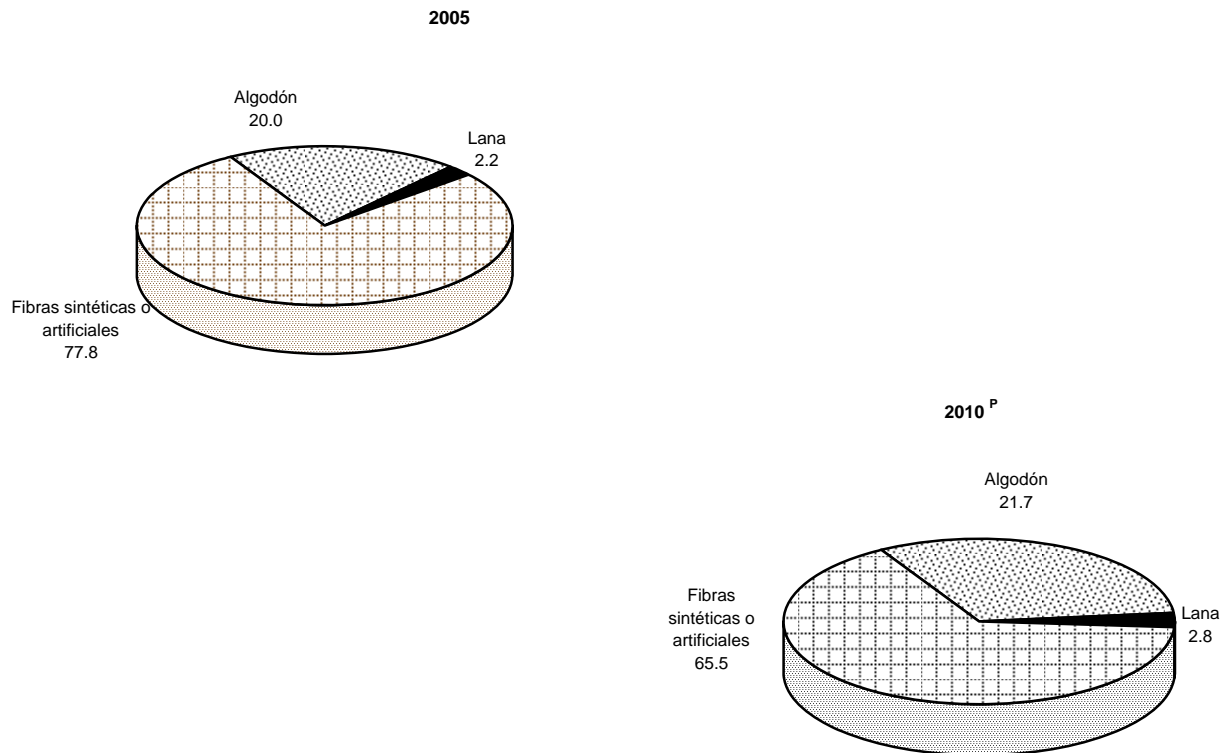 2005
Algodón
20.0
Lana
2.2
Fibras sintéticas o
artificiales
77.8
2010 P
Algodón
21.7
Fibras
sintéticas o
artificiales
65.5
Lana
2.8